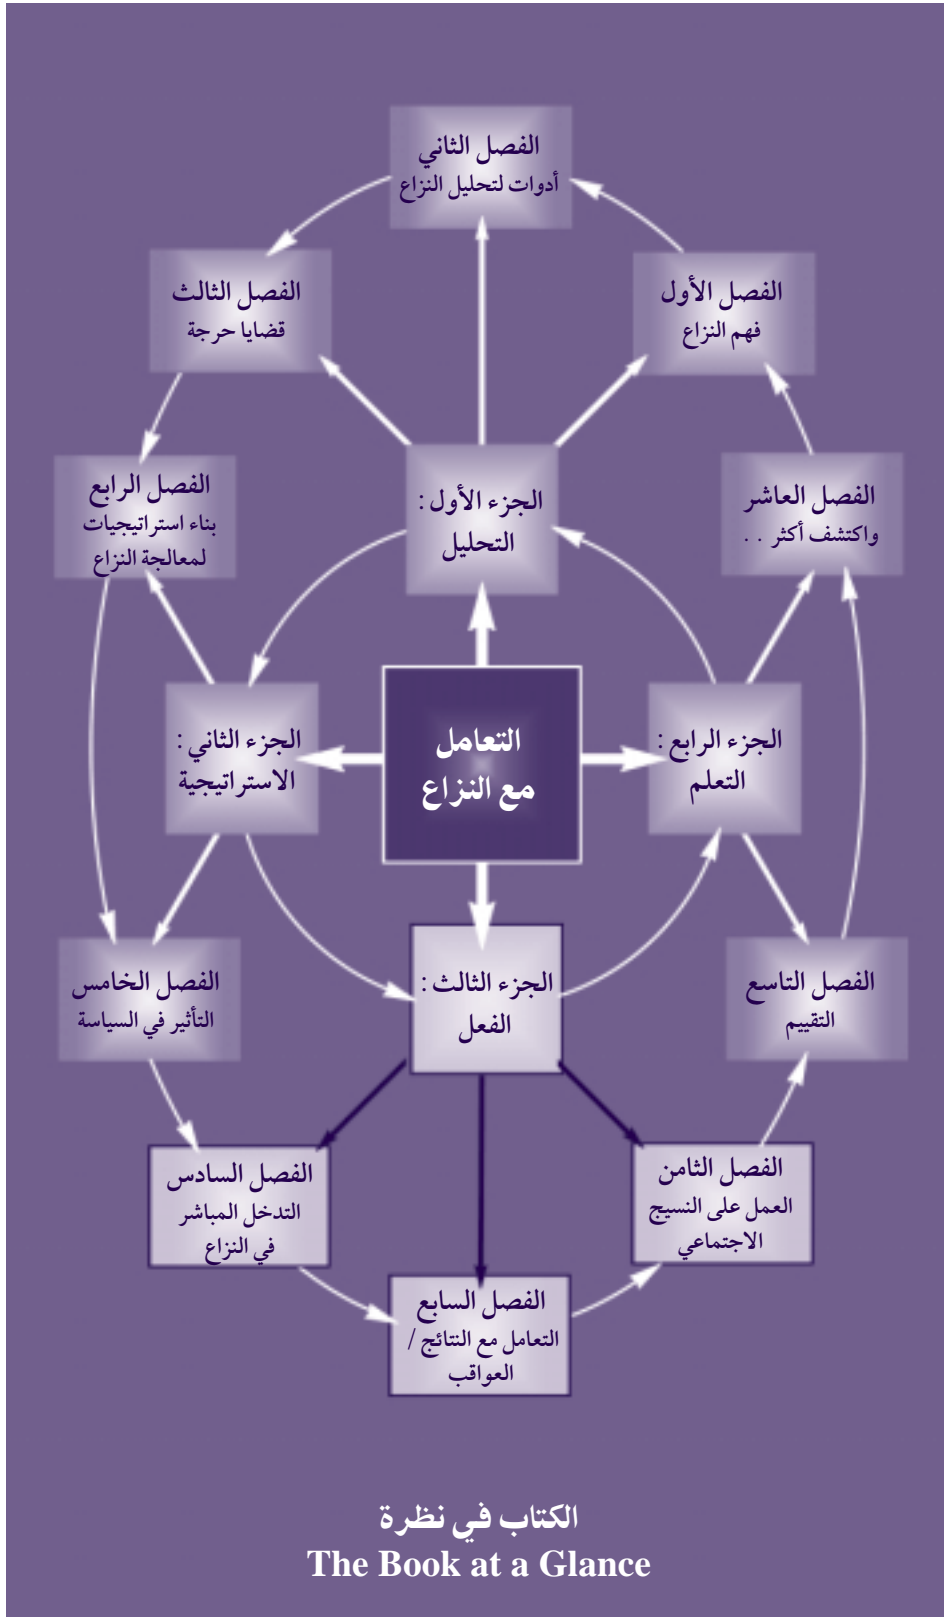 الفصل الثاني
أدوات لتحليل النزاع
الفصل الأول
فهم النزاع
الفصل الثالث
قضايا حرجة
الفصل العاشر
واكتشف أكثر . .
الجزء الأول :
التحليل
الفصل الرابع
بناء استراتيجيات
لمعالجة النزاع
الجزء الرابع :
التعلم
التعامل
مع النزاع
الجزء الثاني :
الاستراتيجية
الفصل التاسع
التقييم
الجزء الثالث :
الفعل
الفصل الخامس
التأثير في السياسة
الفصل الثامن
العمل على النسيج
الاجتماعي
الفصل السادس
التدخل المباشر
في النزاع
الفصل السابع
التعامل مع النتائج /
العواقب
الكتاب في نظرة
The Book at a Glance